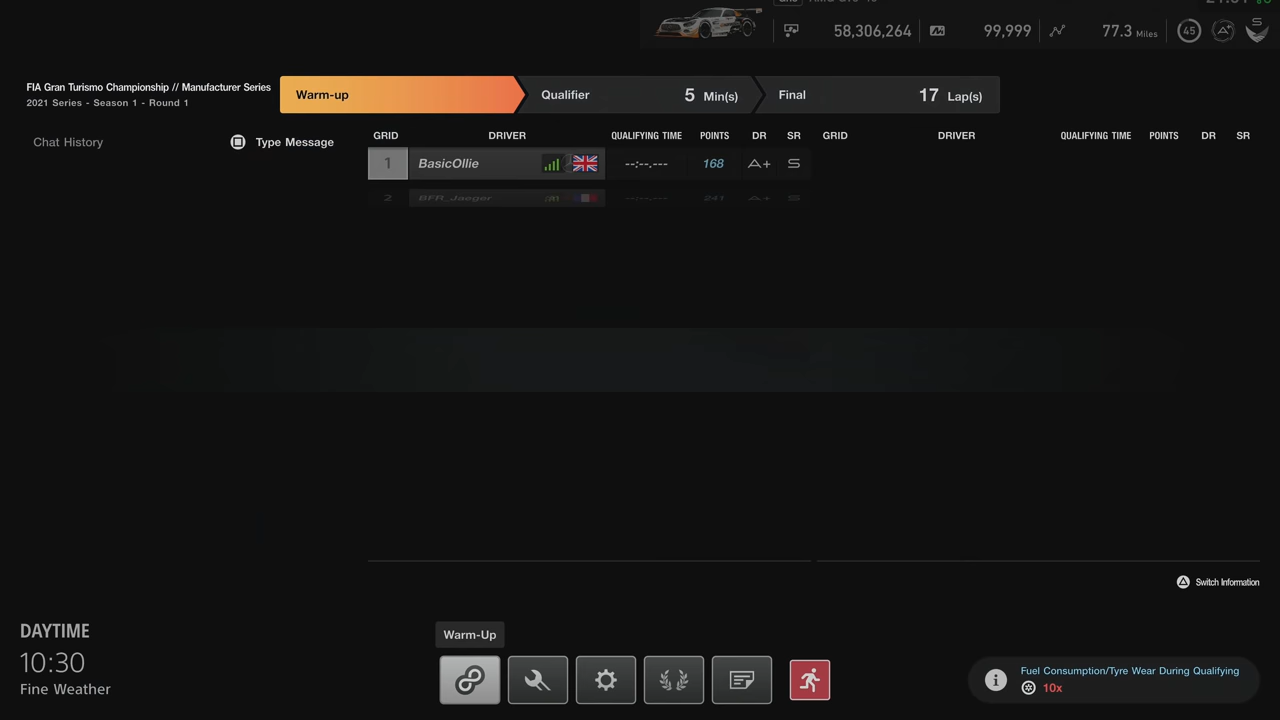 58,306,264
99,999
77.3 Miles
45
A+
S
FIA Gran Turismo Championship // Manufacturer Series
2021 Series - Season 1 - Round 1
Warm-up
Qualifier 5 Min(s)
Final 17 Lap(s)
Chat History
Type Message
GRID DRIVER QUALIFYING TIME POINTS DR SR GRID DRIVER QUALIFYING TIME POINTS DR SR
1 BasicOllie --:--.--- 168 A+ S
2 BFR_Jaeger --:--.--- 241 A+ S
Switch Information
DAYTIME
10:30
Fine Weather
Warm-Up
Fuel Consumption/Tyre Wear During Qualifying
10x